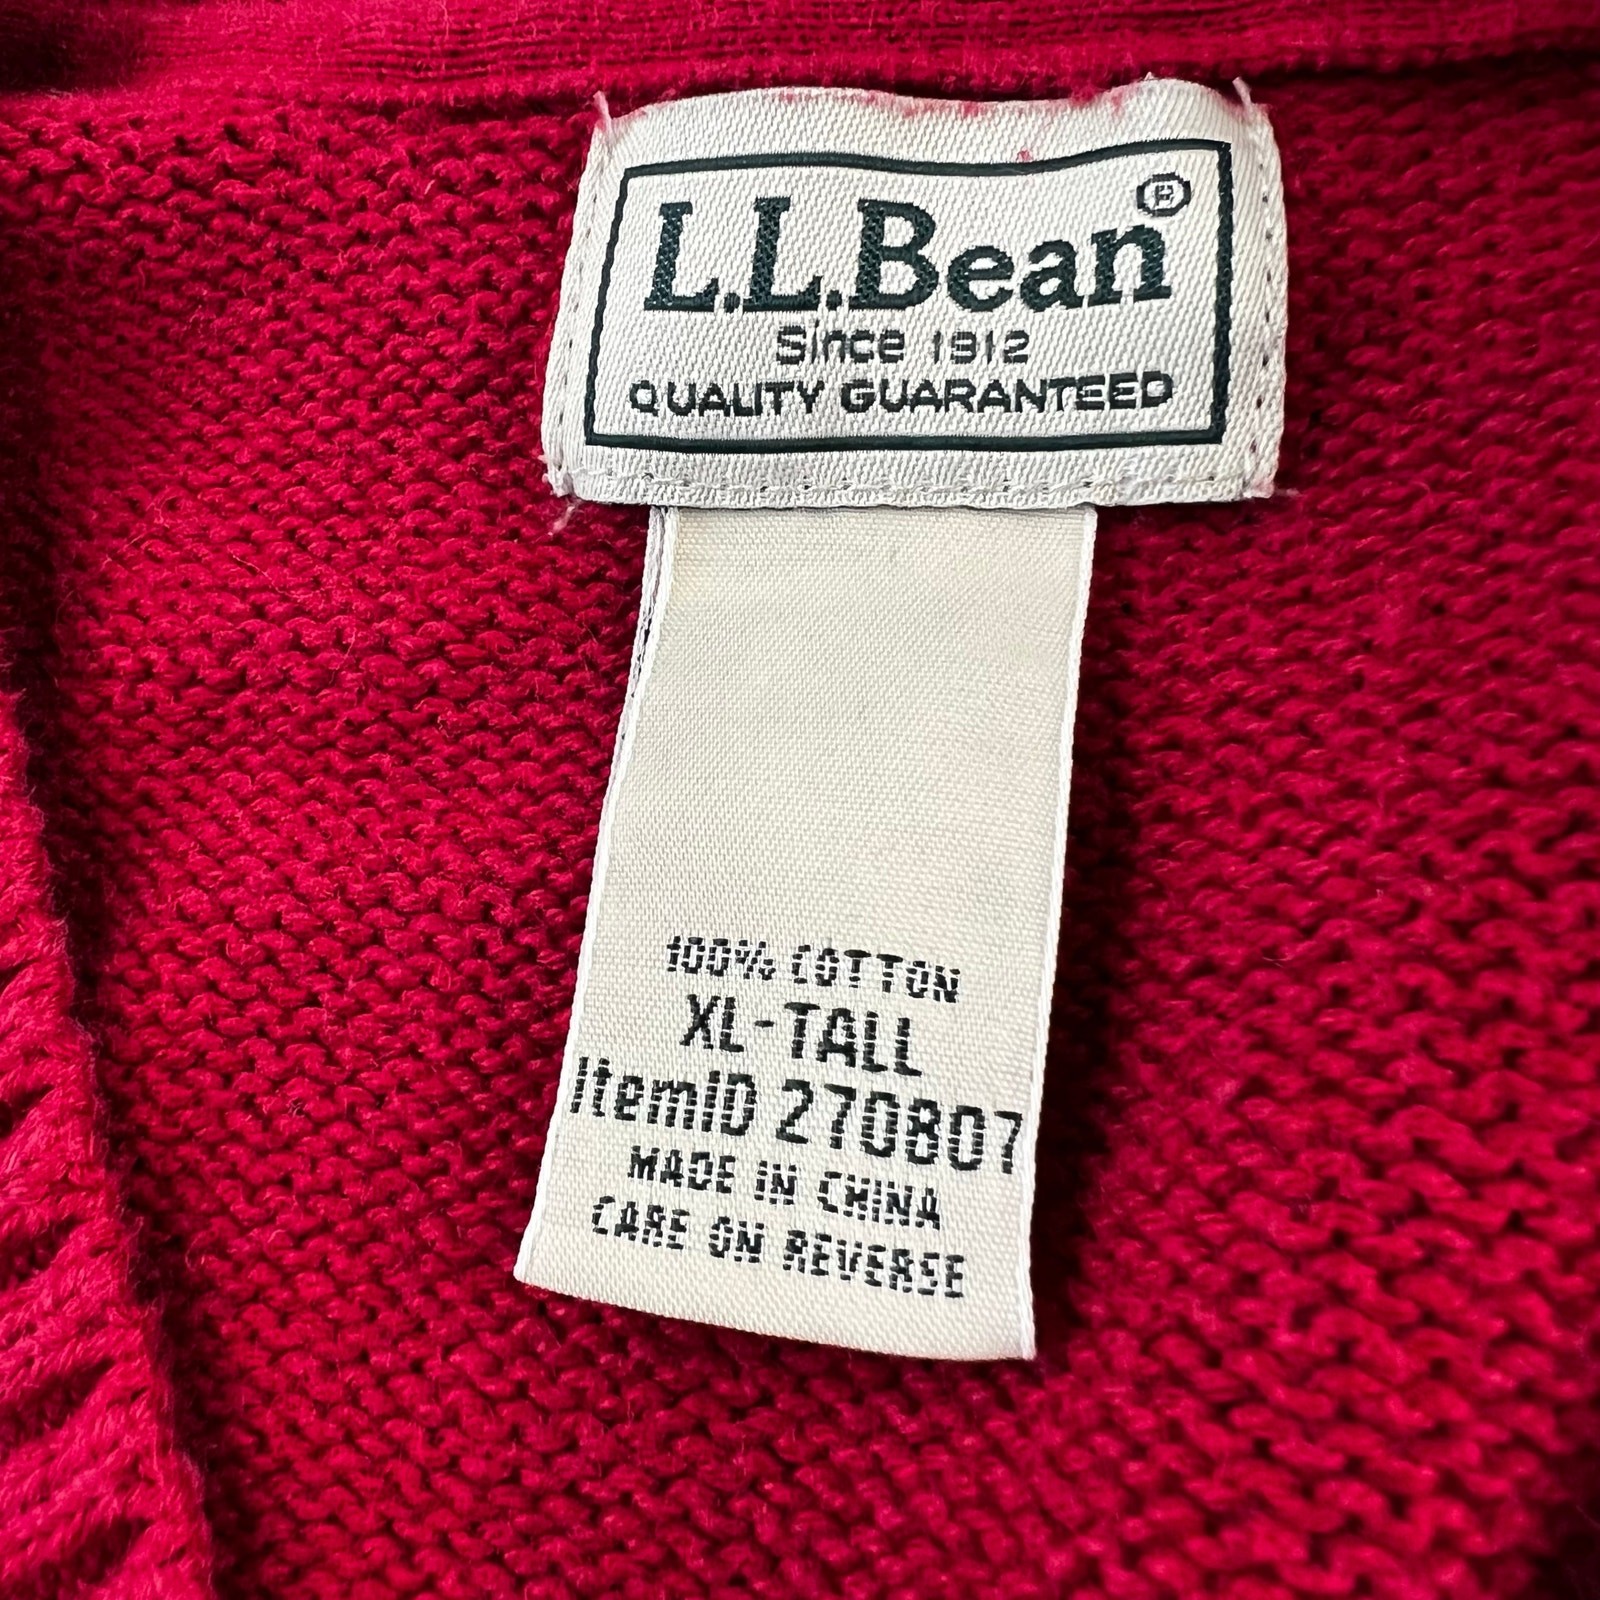 L.L.Bean®
Since 1912
QUALITY GUARANTEED
100% COTTON
XL-TALL
ItemID 270807
MADE IN CHINA
CARE ON REVERSE